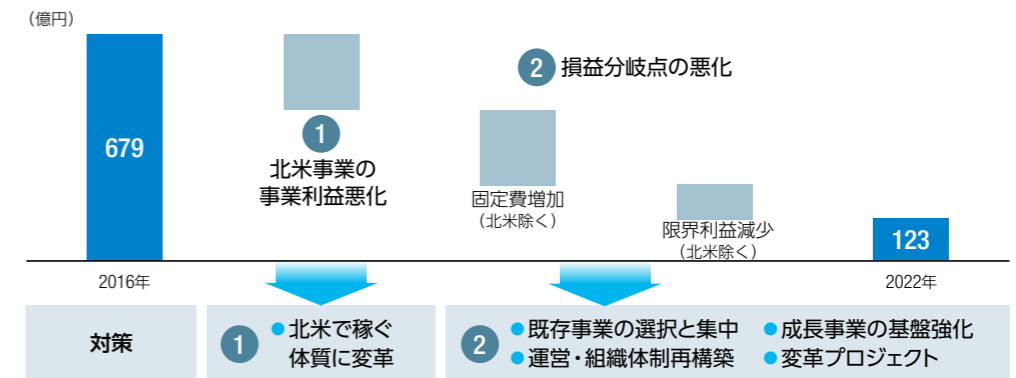 （億円）
679
2016年
1
北米事業の
事業利益悪化
2 損益分岐点の悪化
固定費増加
（北米除く）
限界利益減少
（北米除く）
123
2022年
対策
1
●北米で稼ぐ
体質に変革
2
●既存事業の選択と集中
●運営・組織体制再構築
●成長事業の基盤強化
●変革プロジェクト